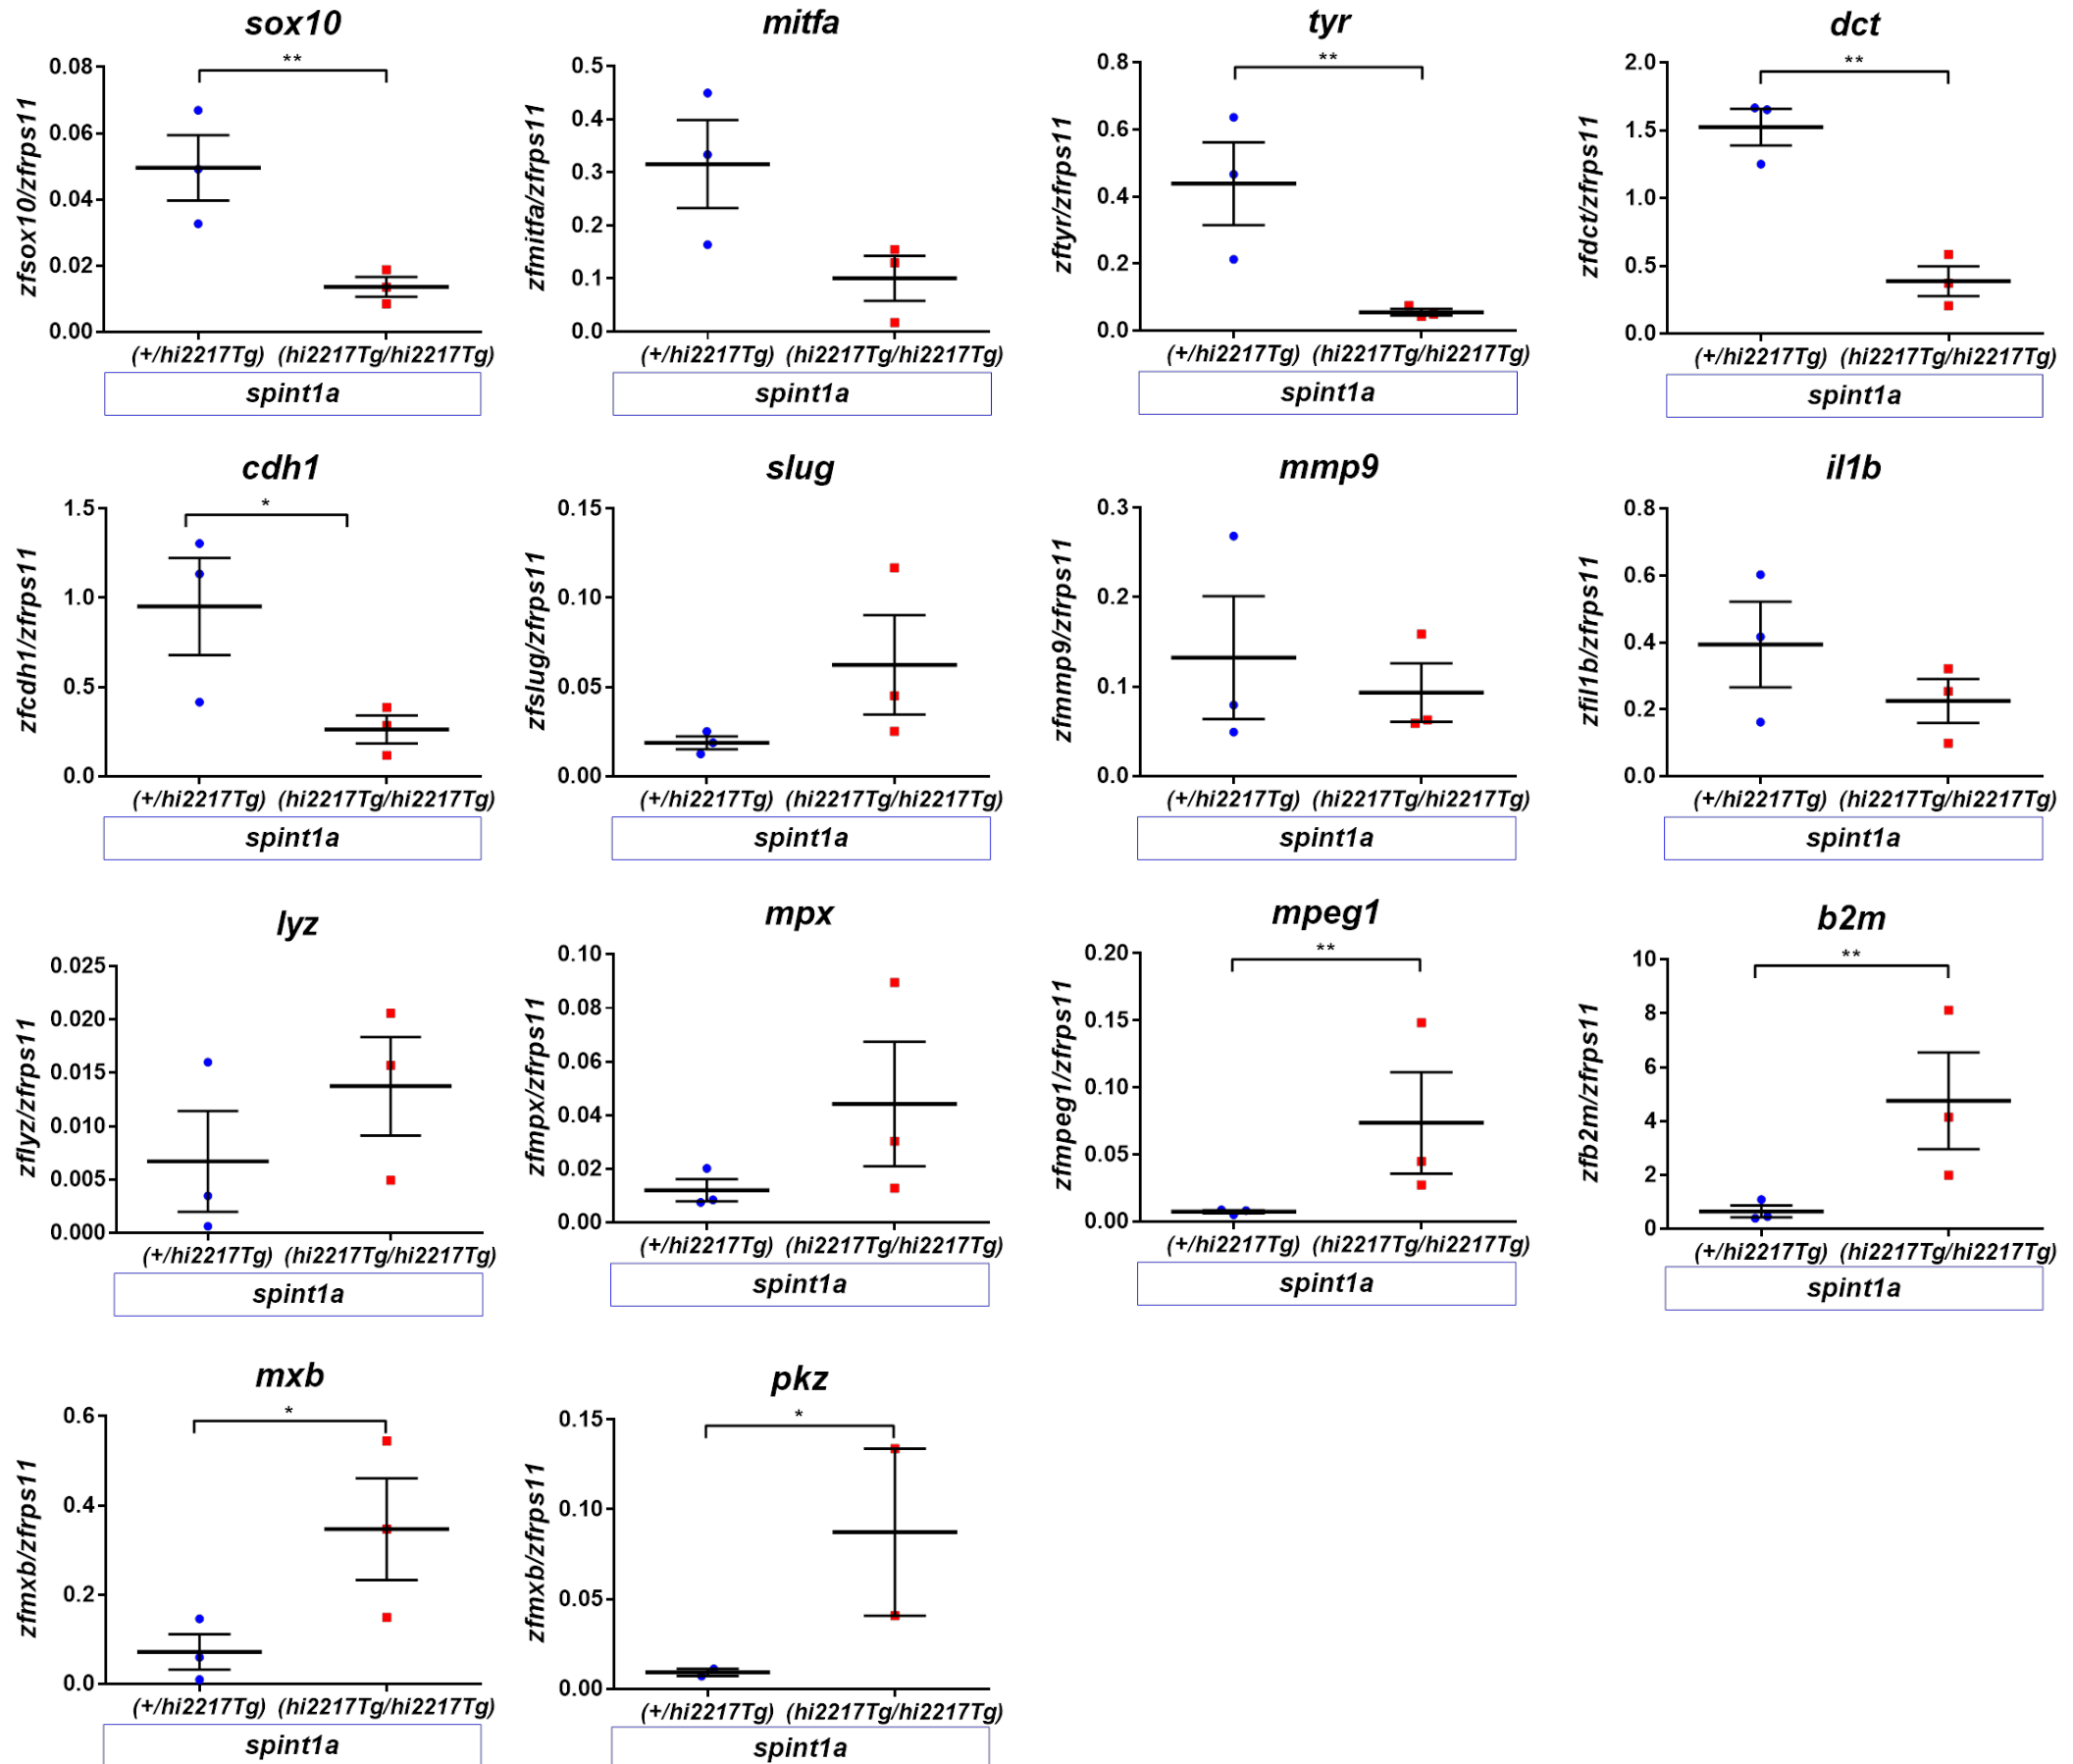 sox10
**
zfsox10/zfrps11
0.08
0.06
0.04
0.02
0.00
(+/hi2217Tg) (hi2217Tg/hi2217Tg)
spint1a
mitfa
zfmitfa/zfrps11
0.5
0.4
0.3
0.2
0.1
0.0
(+/hi2217Tg) (hi2217Tg/hi2217Tg)
spint1a
tyr
**
zftyr/zfrps11
0.8
0.6
0.4
0.2
0.0
(+/hi2217Tg) (hi2217Tg/hi2217Tg)
spint1a
dct
**
zfdct/zfrps11
2.0
1.5
1.0
0.5
0.0
(+/hi2217Tg) (hi2217Tg/hi2217Tg)
spint1a
cdh1
*
zfcdh1/zfrps11
1.5
1.0
0.5
0.0
(+/hi2217Tg) (hi2217Tg/hi2217Tg)
spint1a
slug
zfslug/zfrps11
0.15
0.10
0.05
0.00
(+/hi2217Tg) (hi2217Tg/hi2217Tg)
spint1a
mmp9
zfmmp9/zfrps11
0.3
0.2
0.1
0.0
(+/hi2217Tg) (hi2217Tg/hi2217Tg)
spint1a
il1b
zfil1b/zfrps11
0.8
0.6
0.4
0.2
0.0
(+/hi2217Tg) (hi2217Tg/hi2217Tg)
spint1a
lyz
zflyz/zfrps11
0.025
0.020
0.015
0.010
0.005
0.000
(+/hi2217Tg) (hi2217Tg/hi2217Tg)
spint1a
mpx
zfmpx/zfrps11
0.10
0.08
0.06
0.04
0.02
0.00
(+/hi2217Tg) (hi2217Tg/hi2217Tg)
spint1a
mpeg1
**
zfmpeg1/zfrps11
0.20
0.15
0.10
0.05
0.00
(+/hi2217Tg) (hi2217Tg/hi2217Tg)
spint1a
b2m
**
zfb2m/zfrps11
10
8
6
4
2
0
(+/hi2217Tg) (hi2217Tg/hi2217Tg)
spint1a
mxb
*
zfmxb/zfrps11
0.6
0.4
0.2
0.0
(+/hi2217Tg) (hi2217Tg/hi2217Tg)
spint1a
pkz
*
zfmxb/zfrps11
0.15
0.10
0.05
0.00
(+/hi2217Tg) (hi2217Tg/hi2217Tg)
spint1a